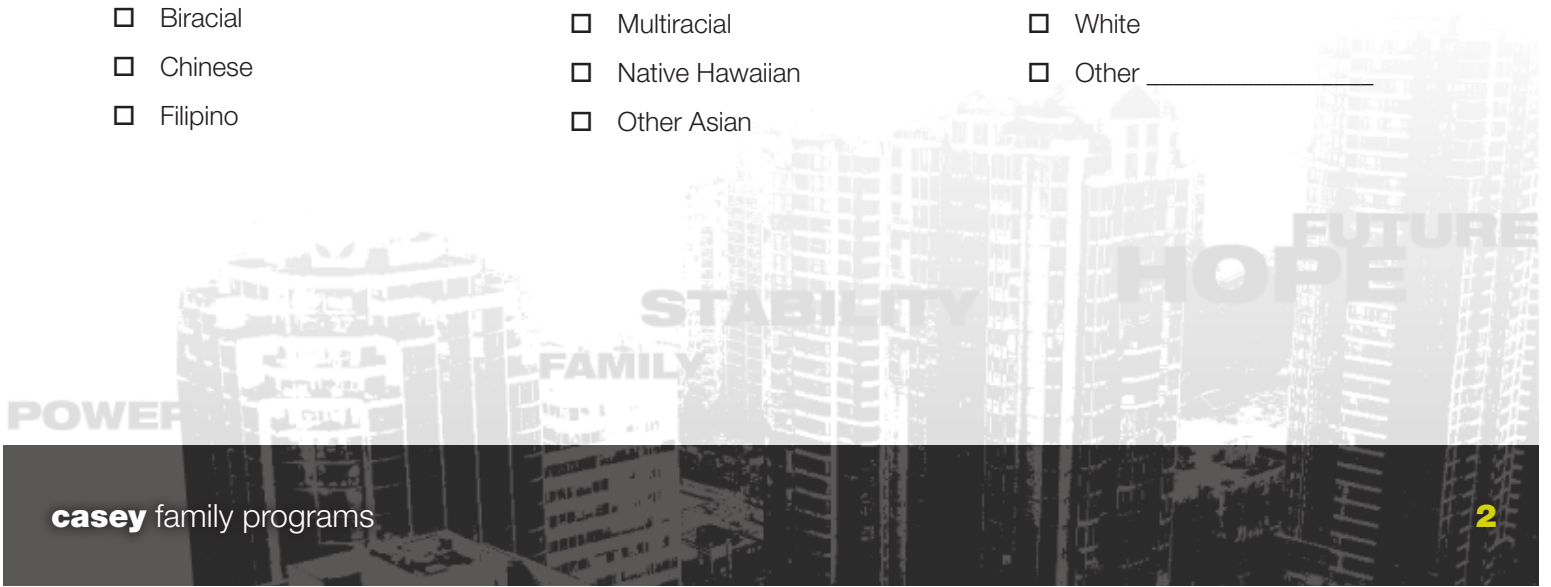 ☐ Biracial
☐ Chinese
☐ Filipino
☐ Multiracial
☐ Native Hawaiian
☐ Other Asian
☐ White
☐ Other __________________
FUTURE
HOPE
STABILITY
FAMILY
POWER
casey family programs
2